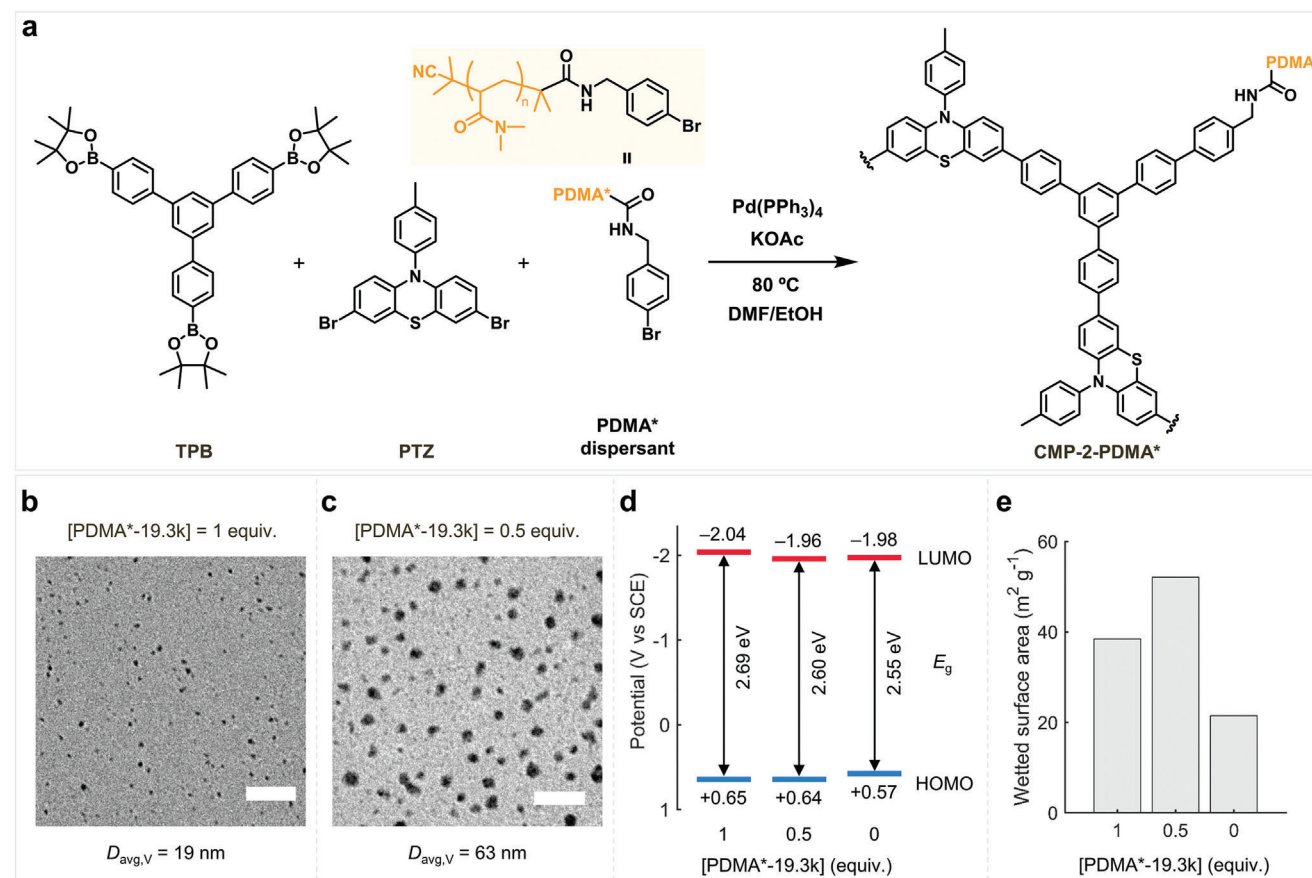 a
NC
n
O
N
O
N
H
Br
II
O
B
O
O
B
O
B
O
O
TPB
+
N
S
Br
Br
PTZ
+
PDMA*
O
NH
Br
PDMA*
dispersant
Pd(PPh3)4
KOAc
80 ºC
DMF/EtOH
N
S
PDMA
NH
O
S
N
CMP-2-PDMA*
b
[PDMA*-19.3k] = 1 equiv.
Davg,V = 19 nm
c
[PDMA*-19.3k] = 0.5 equiv.
Davg,V = 63 nm
d
Potential (V vs SCE)
-2
-1
0
1
–2.04
–1.96
–1.98
LUMO
2.69 eV
2.60 eV
2.55 eV
Eg
+0.65
+0.64
+0.57
HOMO
1
0.5
0
[PDMA*-19.3k] (equiv.)
e
Wetted surface area (m2 g-1)
60
40
20
0
1
0.5
0
[PDMA*-19.3k] (equiv.)